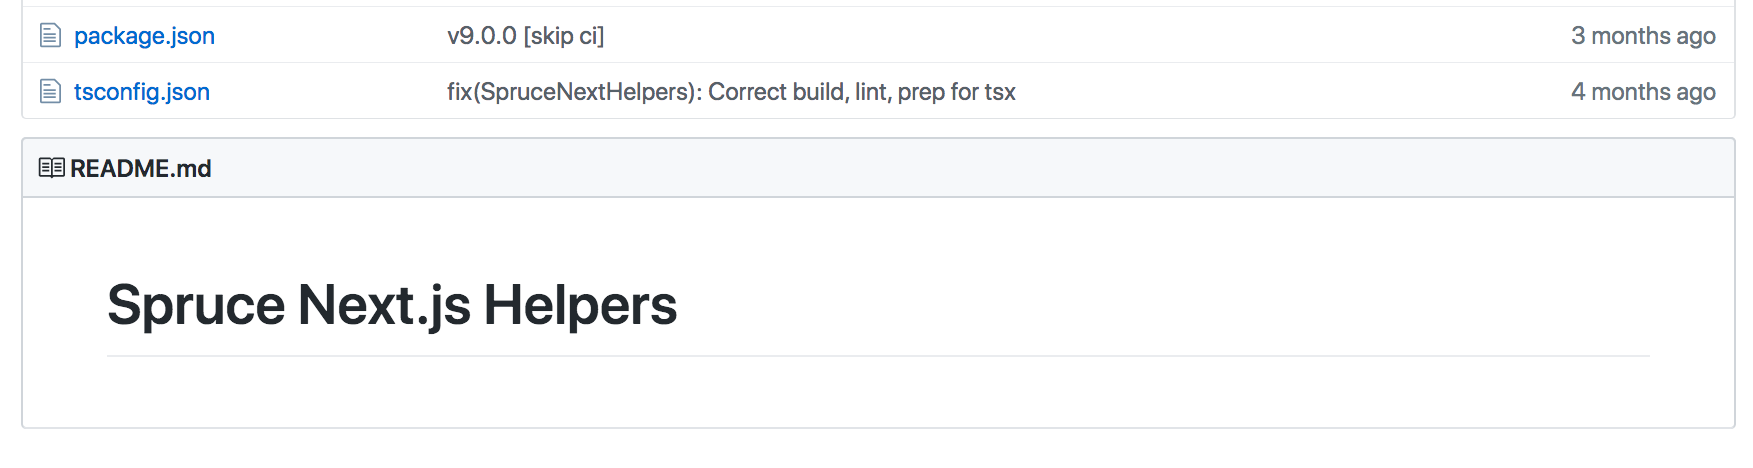 package.json v9.0.0 [skip ci] 3 months ago
tsconfig.json fix(SpruceNextHelpers): Correct build, lint, prep for tsx 4 months ago
README.md
Spruce Next.js Helpers